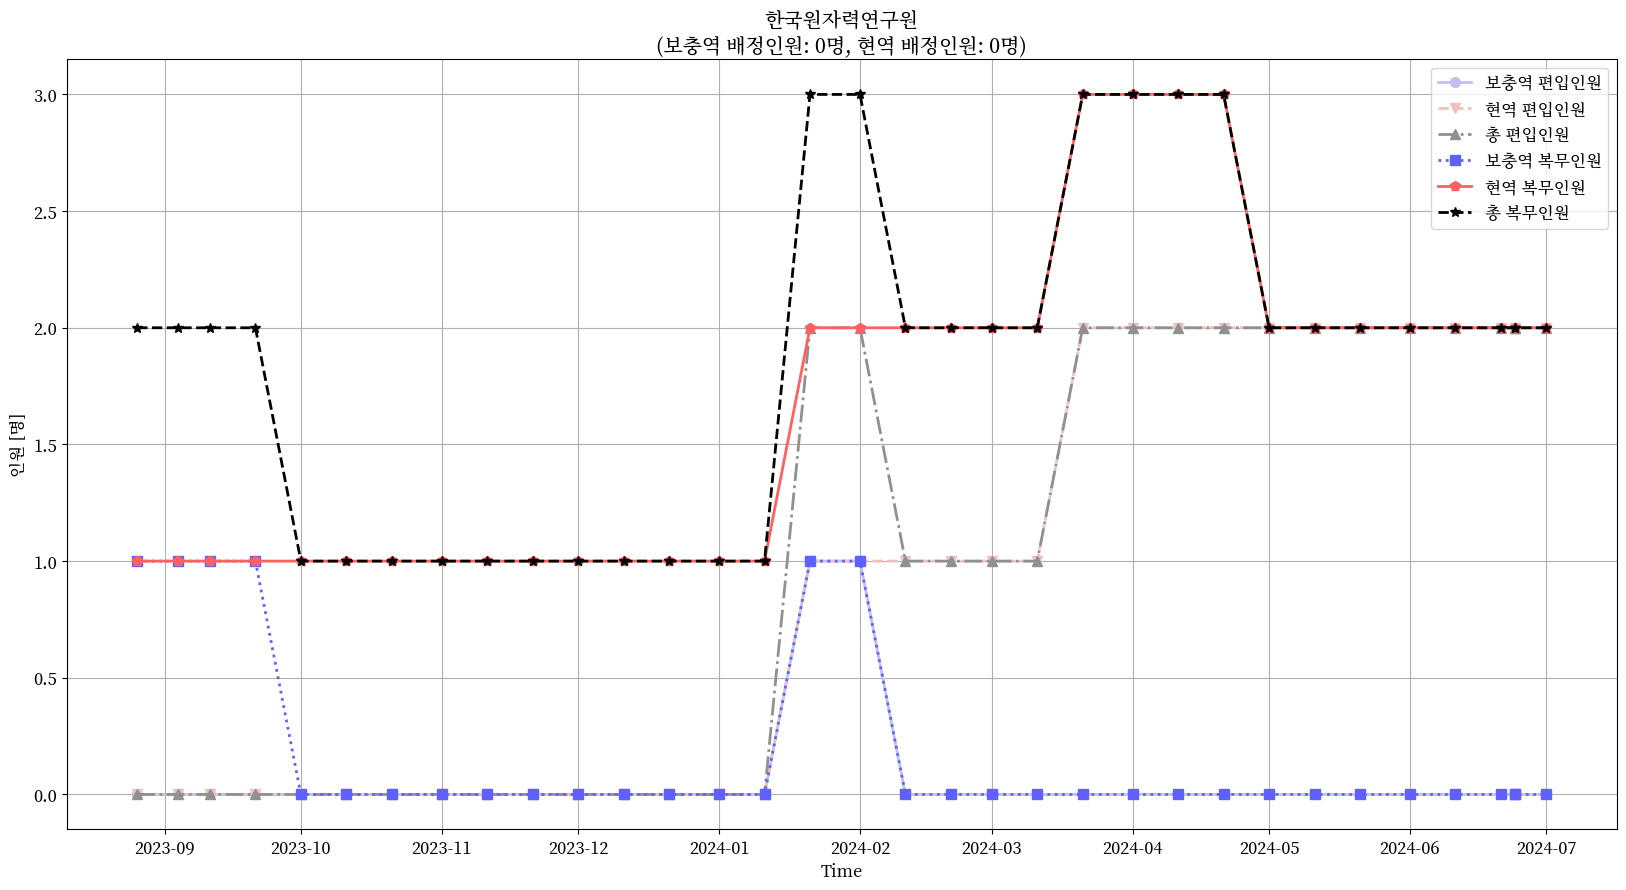 한국원자력연구원
(보충역 배정인원: 0명, 현역 배정인원: 0명)
보충역 편입인원
현역 편입인원
총 편입인원
보충역 복무인원
현역 복무인원
총 복무인원
인원 [명]
3.0
2.5
2.0
1.5
1.0
0.5
0.0
2023-09
2023-10
2023-11
2023-12
2024-01
2024-02
2024-03
2024-04
2024-05
2024-06
2024-07
Time